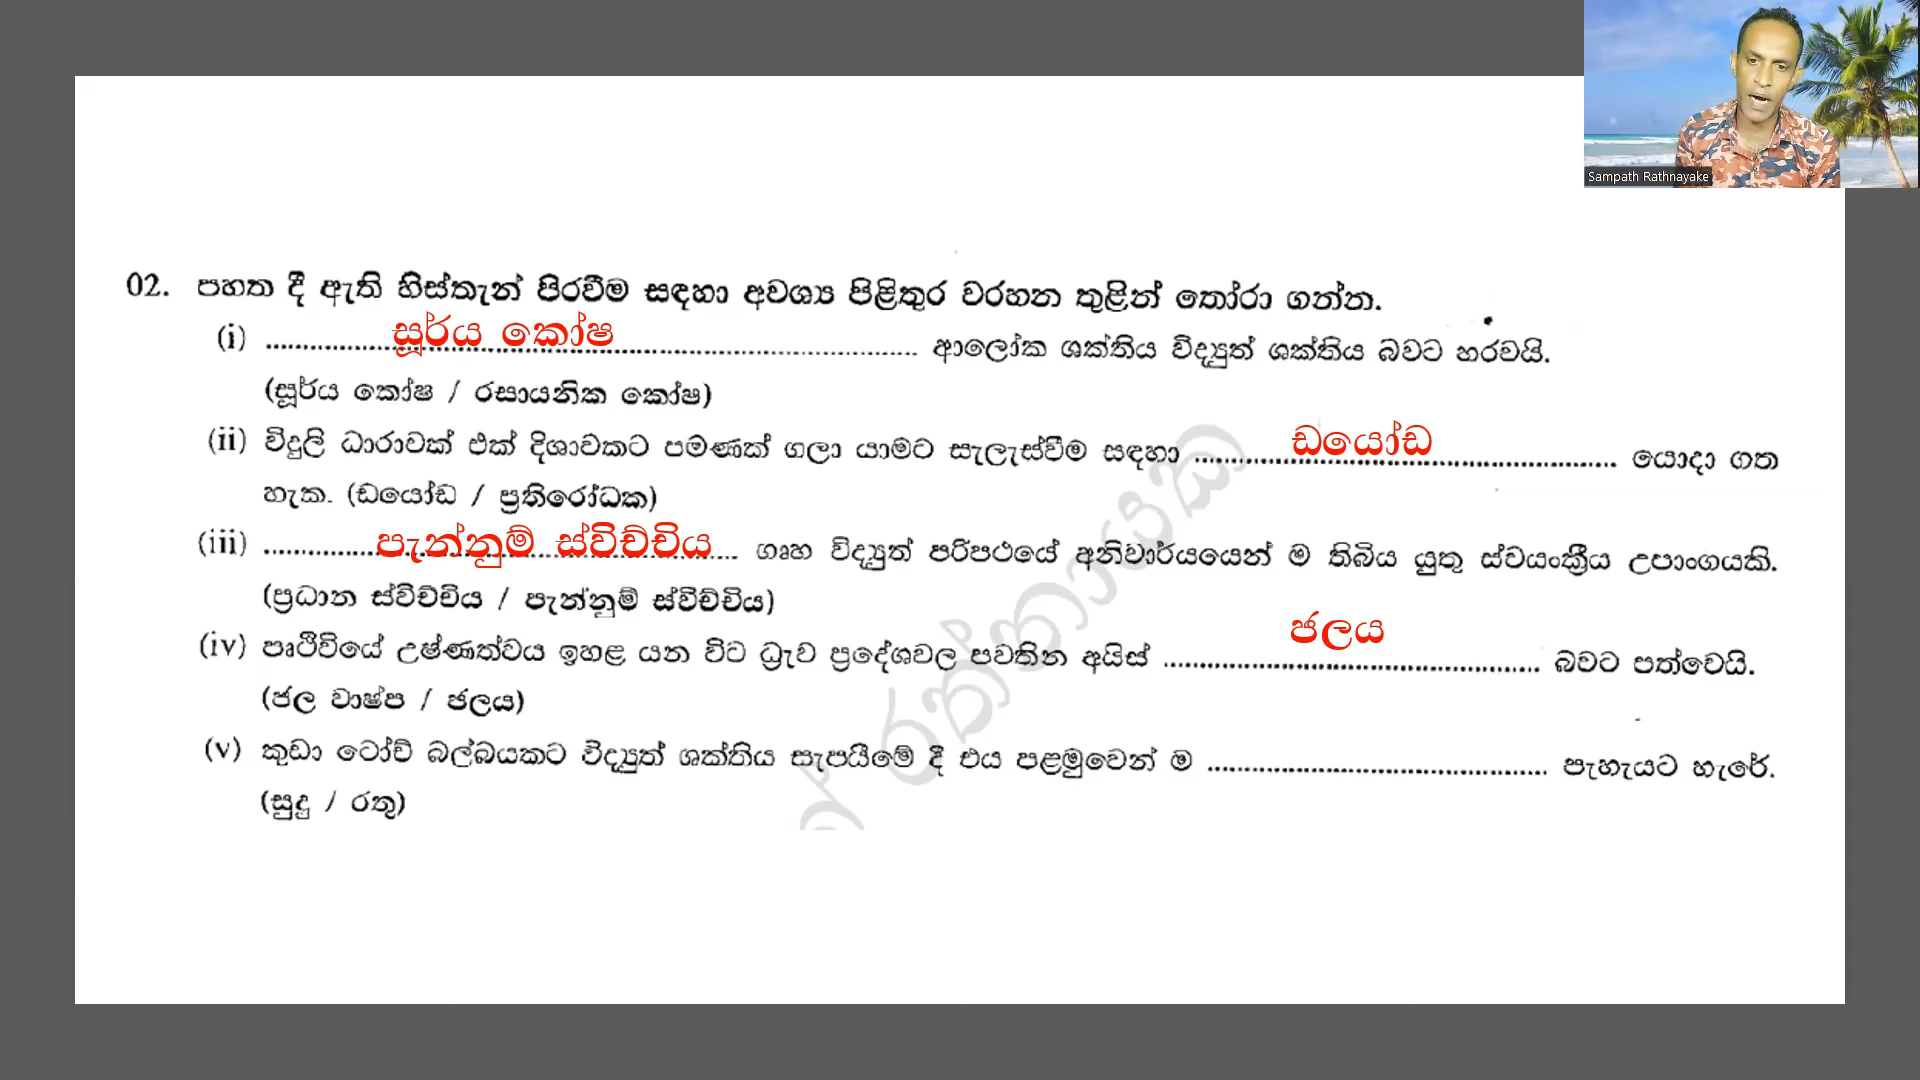 Sampath Rathnayake
02. පහත දී ඇති හිස්තැන් පිරවීම සඳහා අවශ්‍ය පිළිතුර වරහන තුළින් තෝරා ගන්න.
(i) සූර්ය කෝෂ ආලෝක ශක්තිය විද්‍යුත් ශක්තිය බවට හරවයි.
(සූර්ය කෝෂ / රසායනික කෝෂ)
(ii) විදුලි ධාරාවක් එක් දිශාවකට පමණක් ගලා යාමට සැලැස්වීම සඳහා ඩයෝඩ යොදා ගත
හැක. (ඩයෝඩ / ප්‍රතිරෝධක)
(iii) පැන්නුම් ස්විච්චිය ගෘහ විද්‍යුත් පරිපථයේ අනිවාර්යයෙන් ම තිබිය යුතු ස්වයංක්‍රීය උපාංගයකි.
(ප්‍රධාන ස්විච්චිය / පැන්නුම් ස්විච්චිය)
(iv) පෘථිවියේ උෂ්ණත්වය ඉහළ යන විට ධ්‍රැව ප්‍රදේශවල පවතින අයිස් ජලය බවට පත්වෙයි.
(ජල වාෂ්ප / ජලය)
(v) කුඩා ටෝච් බල්බයකට විද්‍යුත් ශක්තිය සැපයීමේ දී එය පළමුවෙන් ම ........ පැහැයට හැරේ.
(සුදු / රතු)
රත්නායක